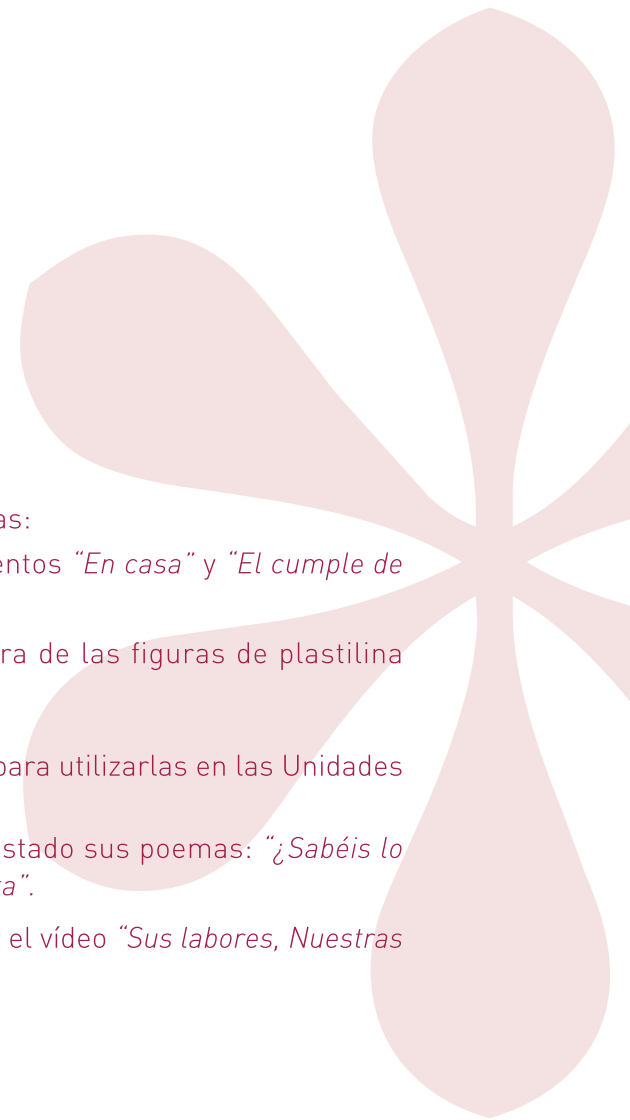 as:
entos “En casa” y “El cumple de
ra de las figuras de plastilina
para utilizarlas en las Unidades
stado sus poemas: “¿Sabéis lo
a”.
el vídeo “Sus labores, Nuestras